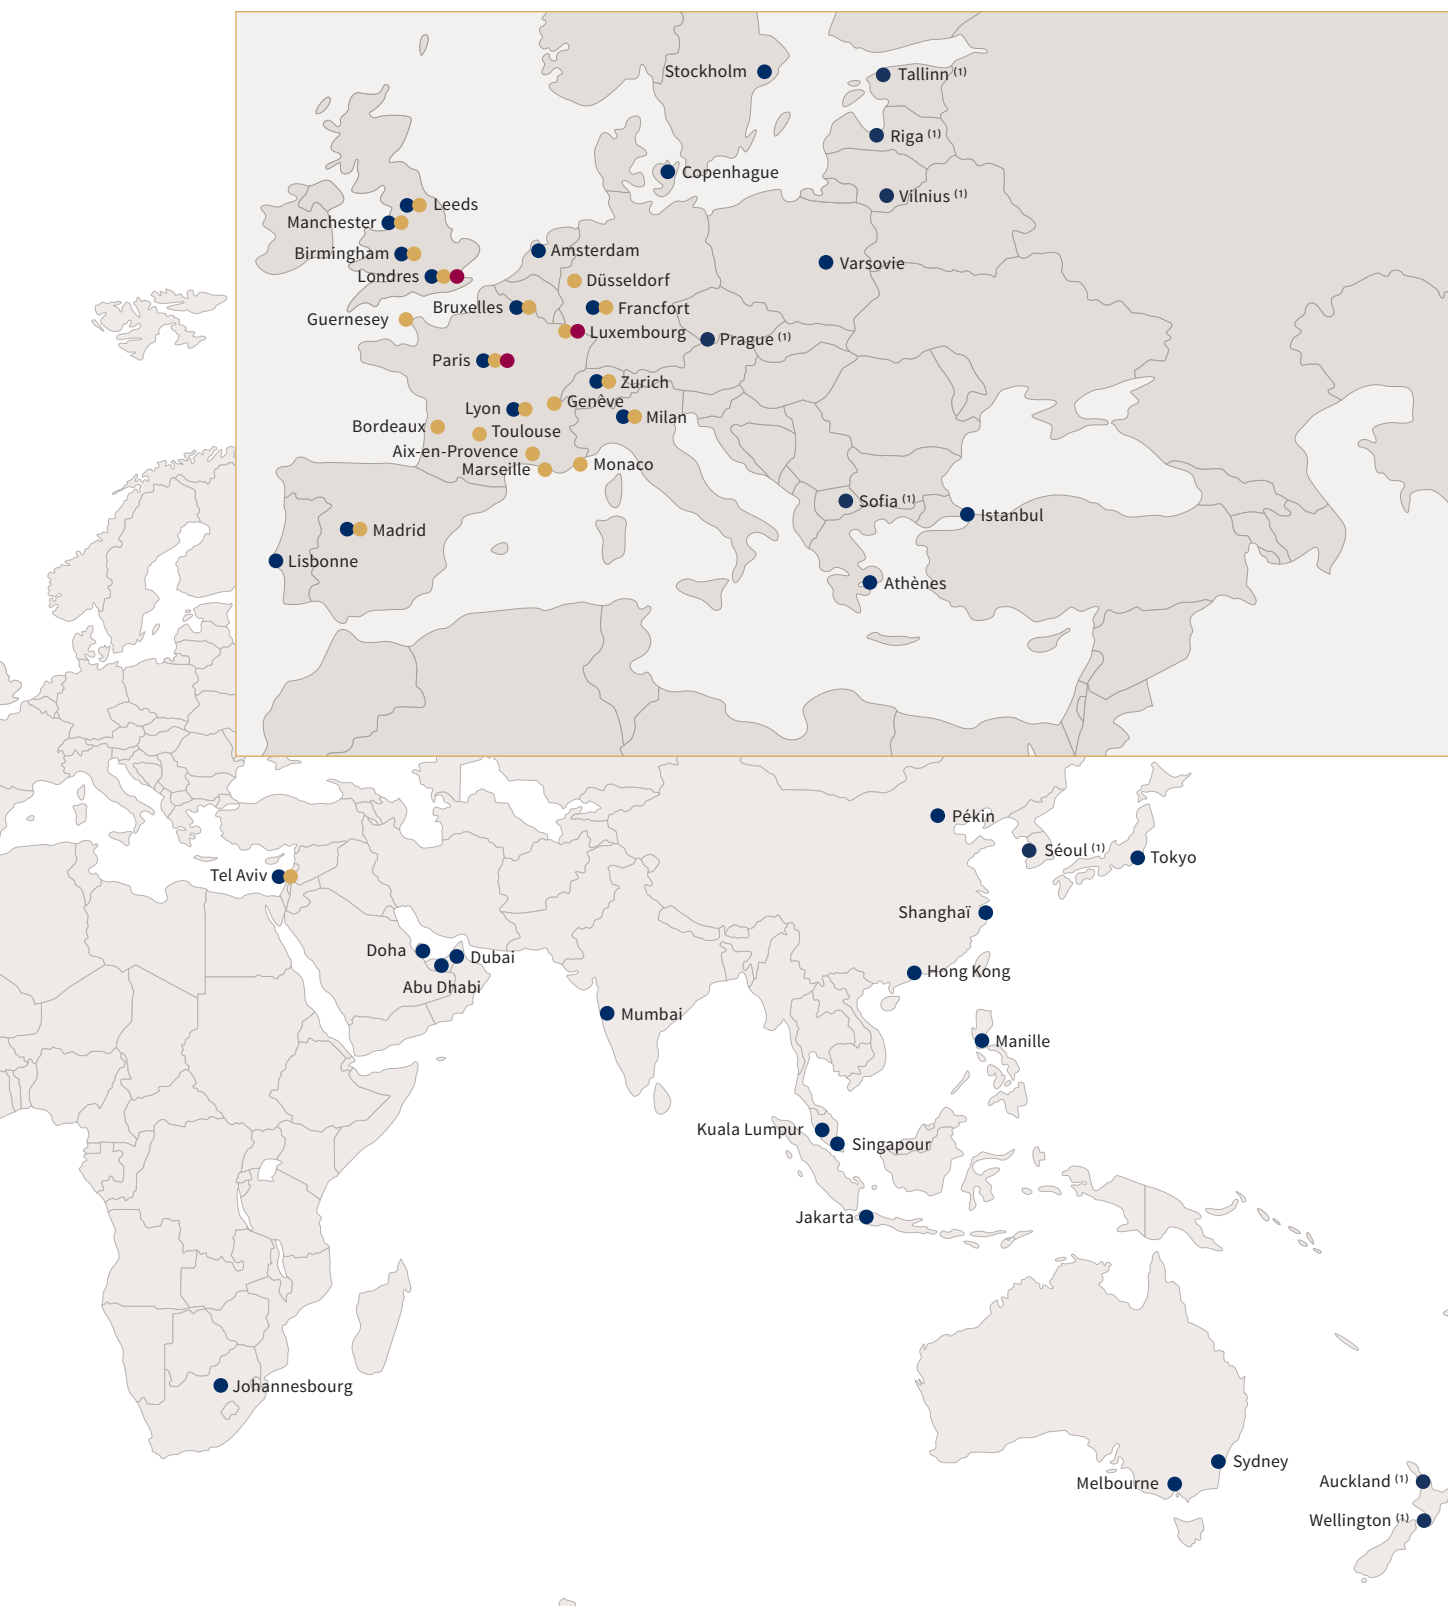 Stockholm
Tallinn (1)
Riga (1)
Copenhague
Vilnius (1)
Leeds
Manchester
Birmingham
Amsterdam
Varsovie
Londres
Düsseldorf
Bruxelles
Francfort
Guernesey
Luxembourg
Prague (1)
Paris
Zurich
Genève
Lyon
Milan
Bordeaux
Toulouse
Aix-en-Provence
Marseille
Monaco
Sofia (1)
Istanbul
Madrid
Lisbonne
Athènes
Pékin
Séoul (1)
Tokyo
Tel Aviv
Shanghaï
Doha
Dubai
Abu Dhabi
Hong Kong
Mumbai
Manille
Kuala Lumpur
Singapour
Jakarta
Johannesbourg
Sydney
Melbourne
Auckland (1)
Wellington (1)